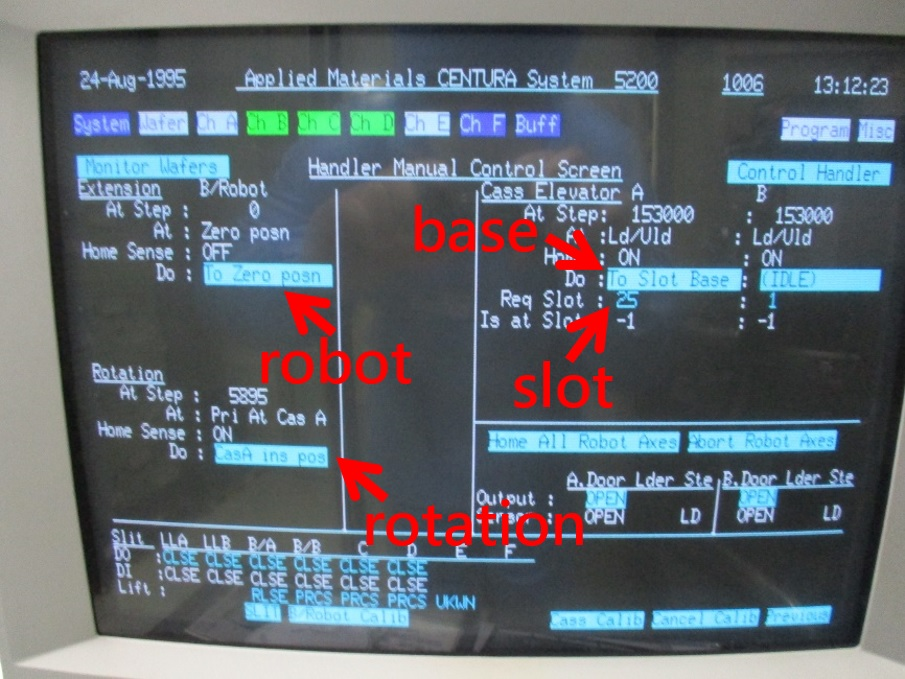 24-Aug-1995 Applied Materials CENTURA System 5200 1006 13:12:23
System Wafer Ch A Ch B Ch C Ch D Ch E Ch F Buff Program Misc
Monitor Wafers Handler Manual Control Screen Control Handler
Extension B/Robot Cass Elevator A B
At Step : 0 At Step: 153000 : 153000
At : Zero posn :Ld/Uld : Ld/Uld
base
Home Sense : OFF : ON : ON
Do : To Zero posn Do :To Slot Base : (IDLE)
Req Slot : 25 : 1
Is at Slot -1 : -1
robot
slot
Rotation
At Step : 5895
At : Pri At Cas A
Home Sense : ON
Do : CasA ins pos
Home All Robot Axes Abort Robot Axes
A.Door Lder Ste B.Door Lder Ste
Output : OPEN OPEN
: OPEN LD OPEN LD
rotation
Slit LLA LLB B/A B/B C D E F
DO :CLSE CLSE CLSE CLSE CLSE CLSE
DI :CLSE CLSE CLSE CLSE CLSE CLSE
Lift : RLSE PRCS PRCS PRCS UKWN
B/Robot Calib Cass Calib Cancel Calib Previous